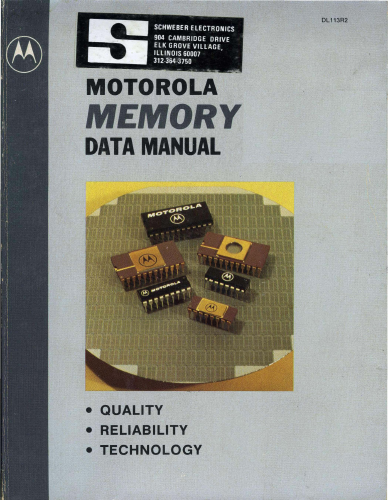 DL113R2
S
SCHWEBER ELECTRONICS
904 CAMBRIDGE DRIVE
ELK GROVE VILLAGE,
ILLINOIS 60007
312-364-3750
MOTOROLA
MEMORY
DATA MANUAL
MOTOROLA
MOTOROLA
• QUALITY
• RELIABILITY
• TECHNOLOGY